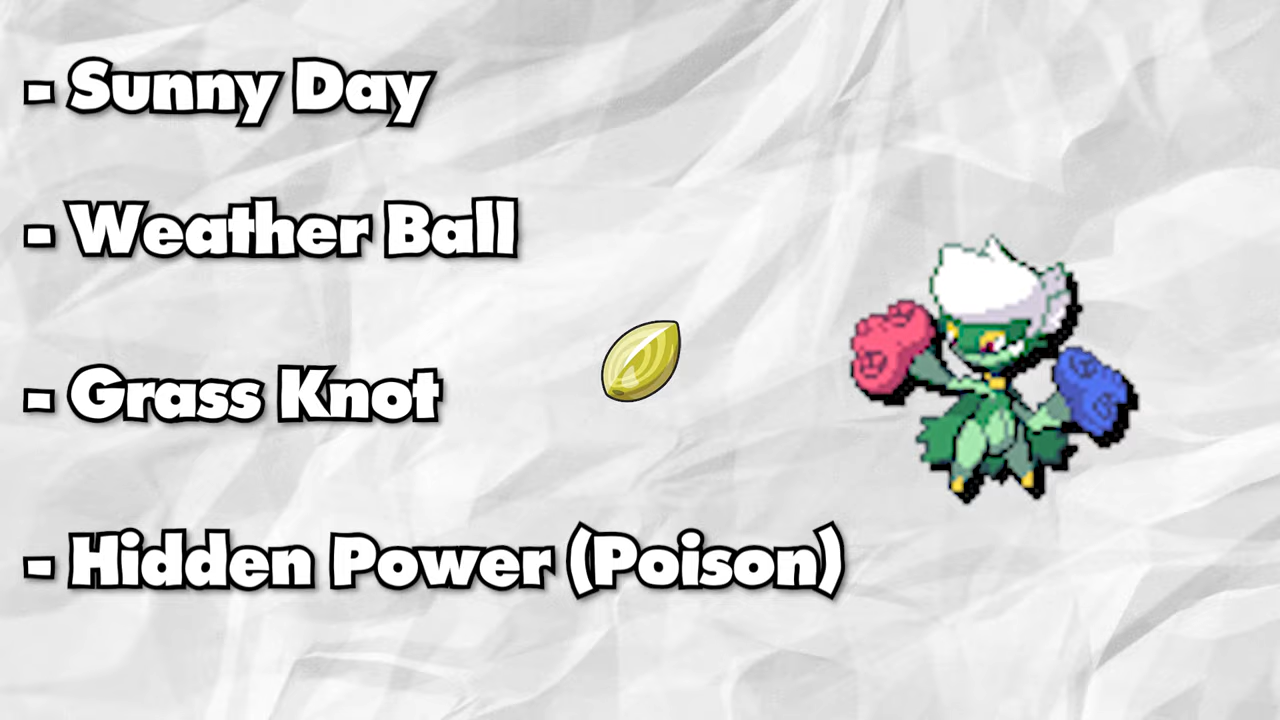 - Sunny Day
- Weather Ball
- Grass Knot
- Hidden Power (Poison)